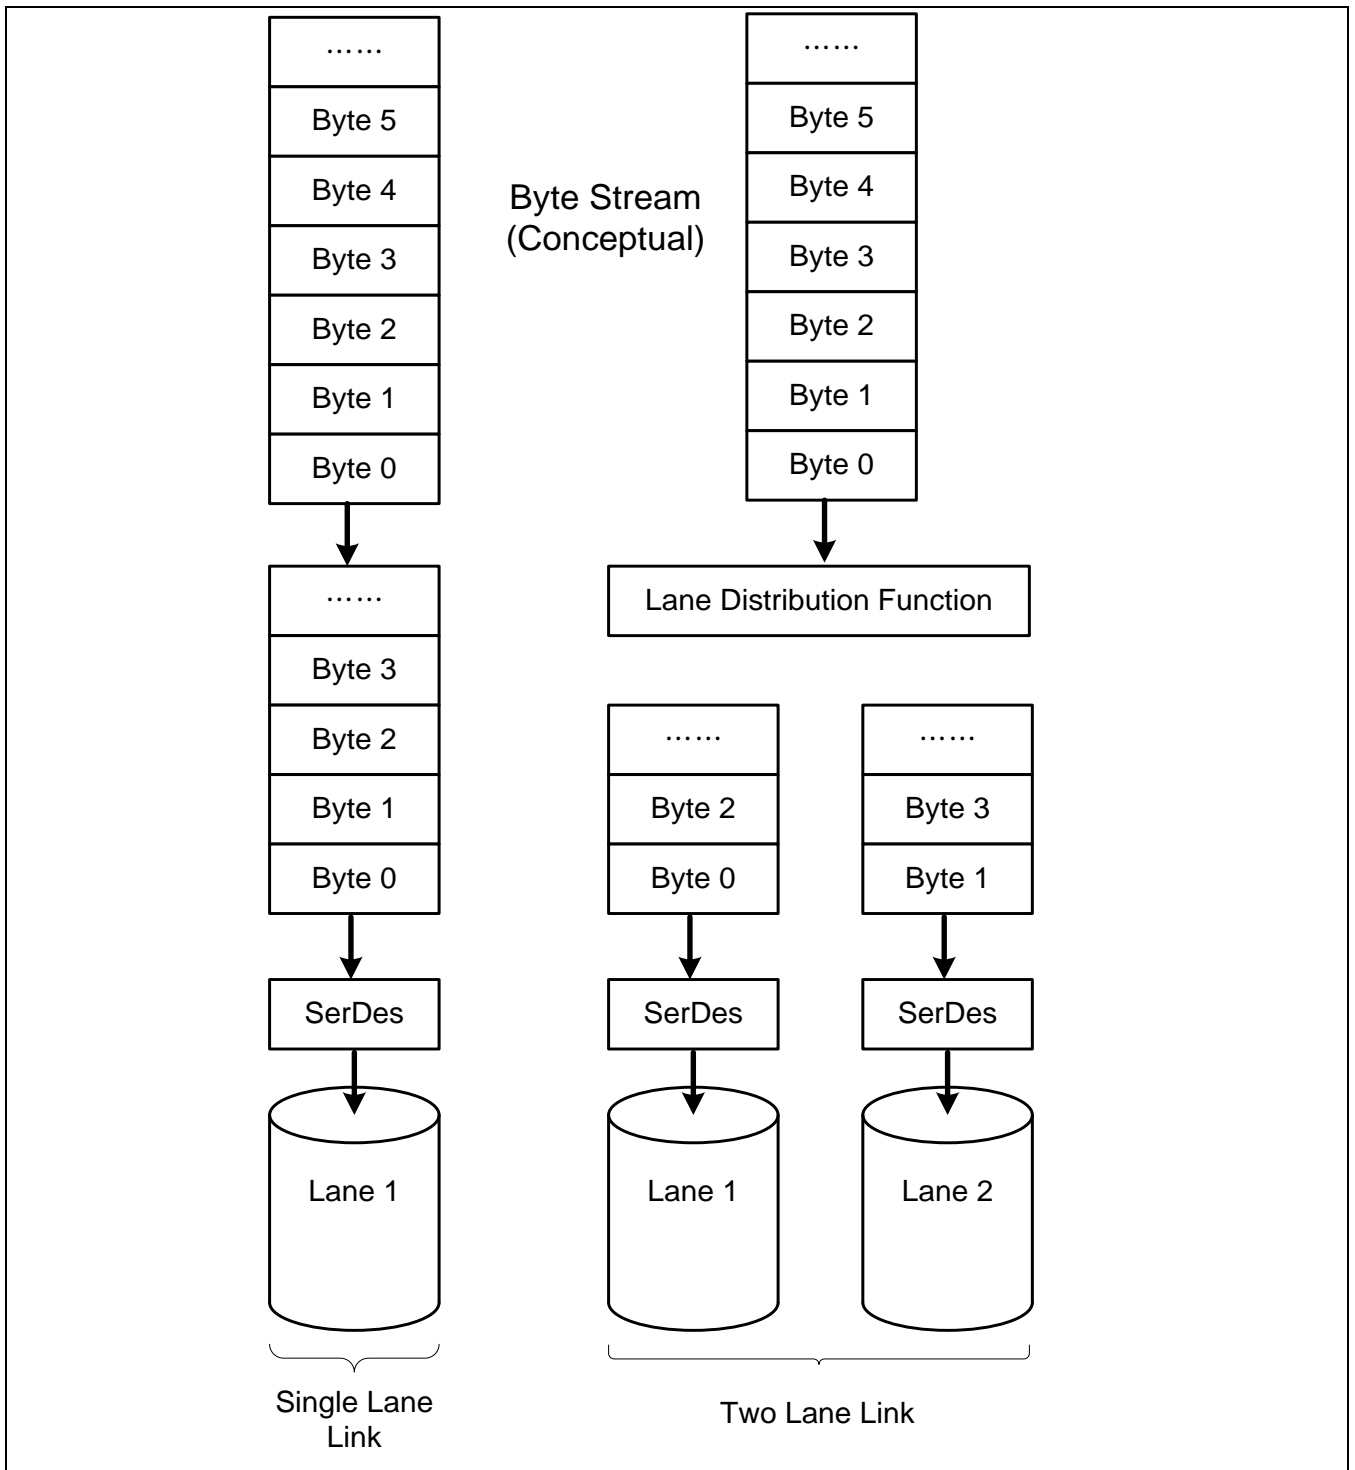 ……
Byte 5
Byte 4
Byte 3
Byte 2
Byte 1
Byte 0
Byte Stream
(Conceptual)
……
Byte 5
Byte 4
Byte 3
Byte 2
Byte 1
Byte 0
……
Byte 3
Byte 2
Byte 1
Byte 0
SerDes
Lane 1
Single Lane
Link
Lane Distribution Function
……
Byte 2
Byte 0
SerDes
Lane 1
……
Byte 3
Byte 1
SerDes
Lane 2
Two Lane Link